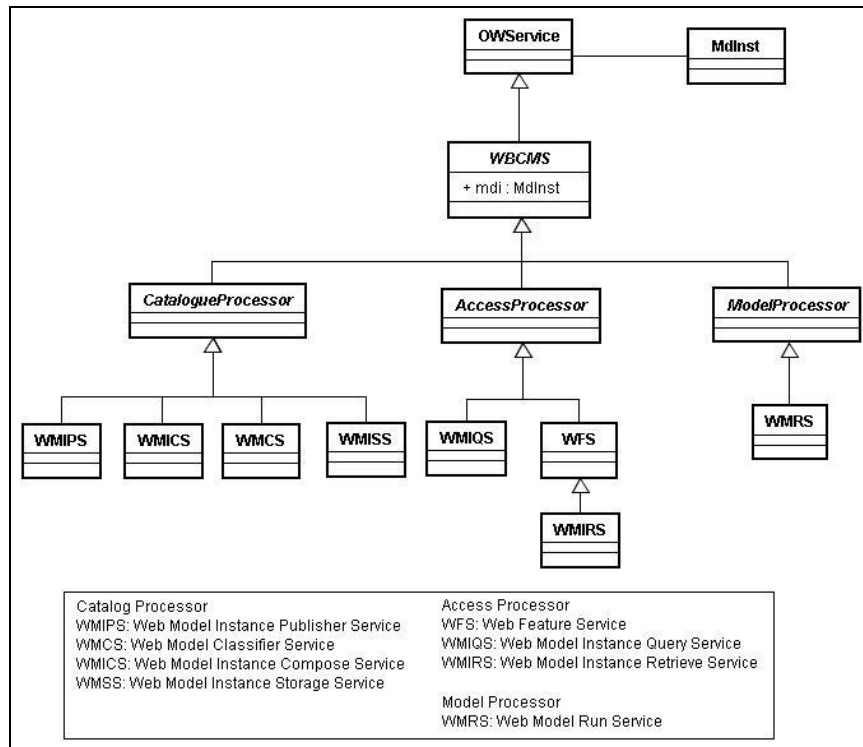 OWService
MdInst
WBCMS
+ mdi : MdInst
CatalogueProcessor
AccessProcessor
ModelProcessor
WMIPS
WMICS
WMCS
WMISS
WMIQS
WFS
WMRS
WMIRS
Catalog Processor
WMIPS: Web Model Instance Publisher Service
WMCS: Web Model Classifier Service
WMICS: Web Model Instance Compose Service
WMSS: Web Model Instance Storage Service
Access Processor
WFS: Web Feature Service
WMIQS: Web Model Instance Query Service
WMIRS: Web Model Instance Retrieve Service
Model Processor
WMRS: Web Model Run Service